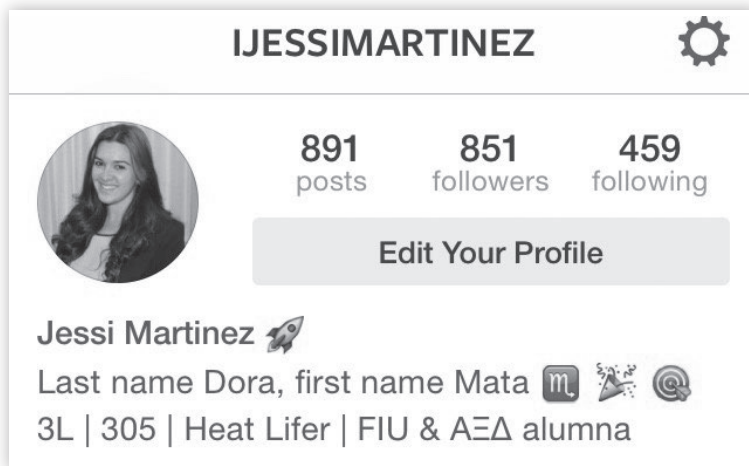 IJESSIMARTINEZ
891 851 459
posts followers following
Edit Your Profile
Jessi Martinez 🚀
Last name Dora, first name Mata ♏ 🎉 🎯
3L | 305 | Heat Lifer | FIU & ΑΞΔ alumna